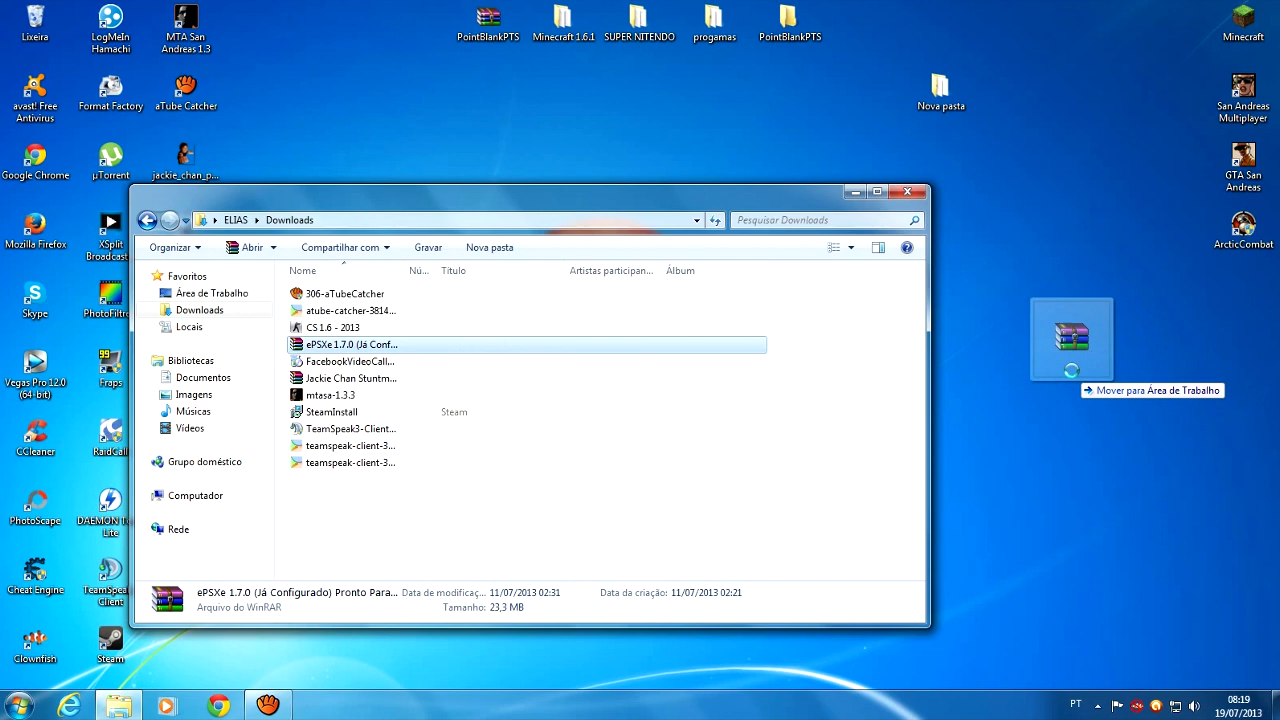 Lixeira
LogMeIn
Hamachi
MTA San
Andreas 1.3
PointBlankPTS
Minecraft 1.6.1
SUPER NITENDO
progamas
PointBlankPTS
Minecraft
avast! Free
Antivirus
Format Factory
aTube Catcher
Nova pasta
San Andreas
Multiplayer
Google Chrome
µTorrent
jackie_chan_p...
GTA San
Andreas
Mozilla Firefox
XSplit
Broadcast
ArticCombat
Skype
PhotoFiltre
Vegas Pro 12.0
(64-bit)
99
Fraps
CCleaner
RaidCall
PhotoScape
DAEMON T
Lite
Cheat Engine
TeamSpea
Client
Clownfish
Steam
ELIAS
Downloads
Pesquisar Downloads
Organizar
Abrir
Compartilhar com
Gravar
Nova pasta
Favoritos
Área de Trabalho
Downloads
Locais
Bibliotecas
Documentos
Imagens
Músicas
Vídeos
Grupo doméstico
Computador
Rede
Nome
Nú...
Título
Artistas participan...
Álbum
306-aTubeCatcher
atube-catcher-3814...
CS 1.6 - 2013
ePSXe 1.7.0 (Já Conf...
FacebookVideoCall...
Jackie Chan Stuntm...
mtasa-1.3.3
SteamInstall
Steam
TeamSpeak3-Client...
teamspeak-client-3...
teamspeak-client-3...
Mover para Área de Trabalho
ePSXe 1.7.0 (Já Configurado) Pronto Para...
Data de modificaç... 11/07/2013 02:31
Data da criação: 11/07/2013 02:21
Arquivo do WinRAR
Tamanho: 23,3 MB
PT
08:19
19/07/2013